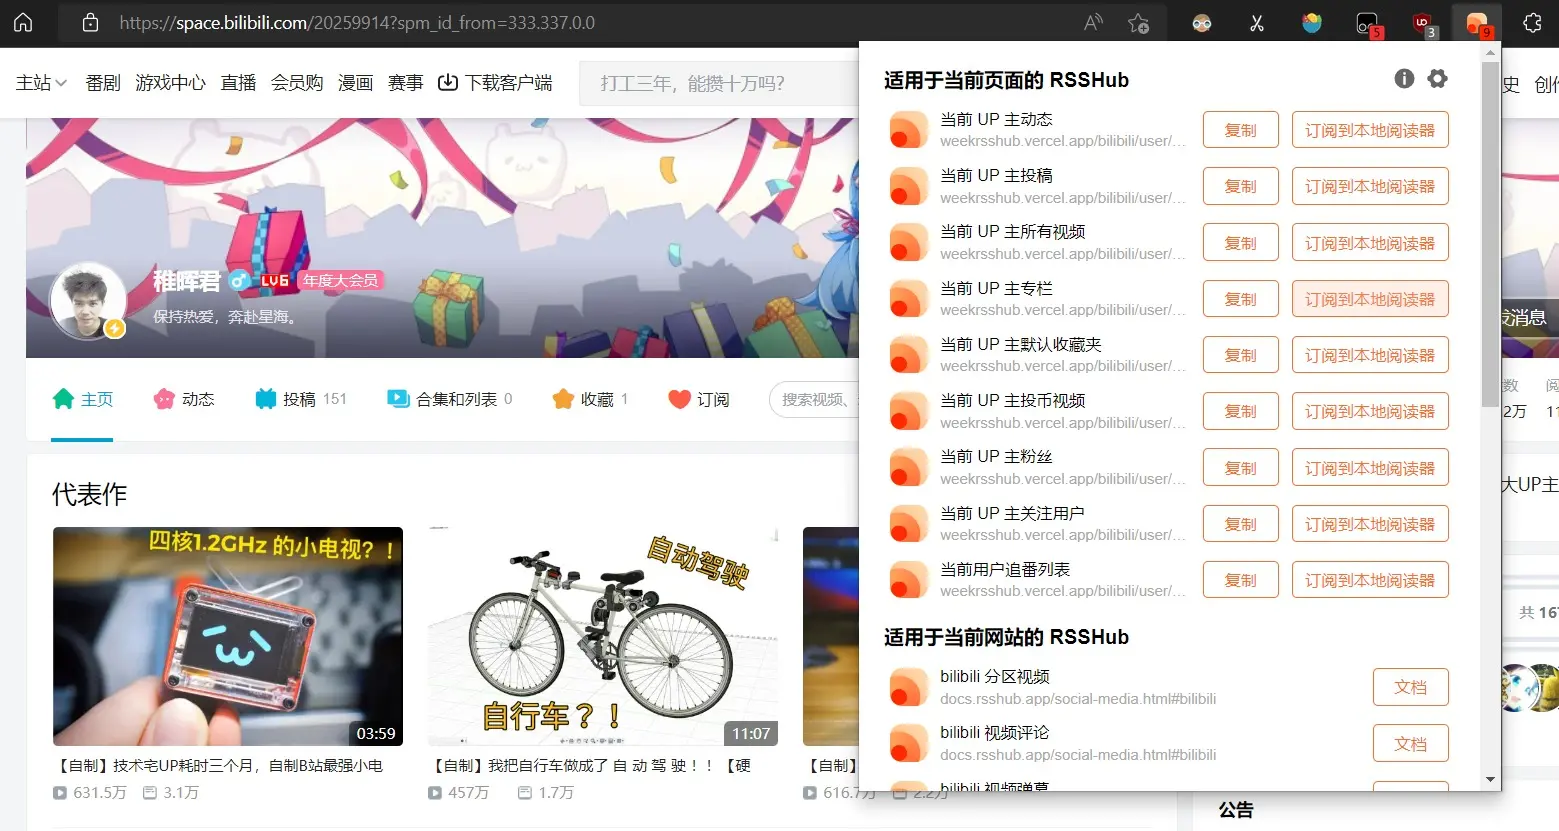 https://space.bilibili.com/20259914?spm_id_from=333.337.0.0
5
3
9
主站 番剧 游戏中心 直播 会员购 漫画 赛事 下载客户端
打工三年，能攒十万吗？
史 创作
稚晖君 LV6 年度大会员
保持热爱，奔赴星海。
发消息
主页 动态 投稿 151 合集和列表 0 收藏 1 订阅
搜索视频、
数
2万
代表作
四核1.2GHz 的小电视？！
03:59
自动驾驶
自行车？！
11:07
【自制】技术宅UP耗时三个月，自制B站最强小电
631.5万 3.1万
【自制】我把自行车做成了 自 动 驾 驶 ！！【硬
457万 1.7万
【自制】
616.7万 2.2万
适用于当前页面的 RSSHub
当前 UP 主动态
weekrsshub.vercel.app/bilibili/user/...
复制 订阅到本地阅读器
当前 UP 主投稿
weekrsshub.vercel.app/bilibili/user/...
复制 订阅到本地阅读器
当前 UP 主所有视频
weekrsshub.vercel.app/bilibili/user/...
复制 订阅到本地阅读器
当前 UP 主专栏
weekrsshub.vercel.app/bilibili/user/...
复制 订阅到本地阅读器
当前 UP 主默认收藏夹
weekrsshub.vercel.app/bilibili/user/...
复制 订阅到本地阅读器
当前 UP 主投币视频
weekrsshub.vercel.app/bilibili/user/...
复制 订阅到本地阅读器
当前 UP 主粉丝
weekrsshub.vercel.app/bilibili/user/...
复制 订阅到本地阅读器
当前 UP 主关注用户
weekrsshub.vercel.app/bilibili/user/...
复制 订阅到本地阅读器
当前用户追番列表
weekrsshub.vercel.app/bilibili/user/...
复制 订阅到本地阅读器
适用于当前网站的 RSSHub
bilibili 分区视频
docs.rsshub.app/social-media.html#bilibili
文档
bilibili 视频评论
docs.rsshub.app/social-media.html#bilibili
文档
bilibili 视频弹幕
大UP主
共 167
公告